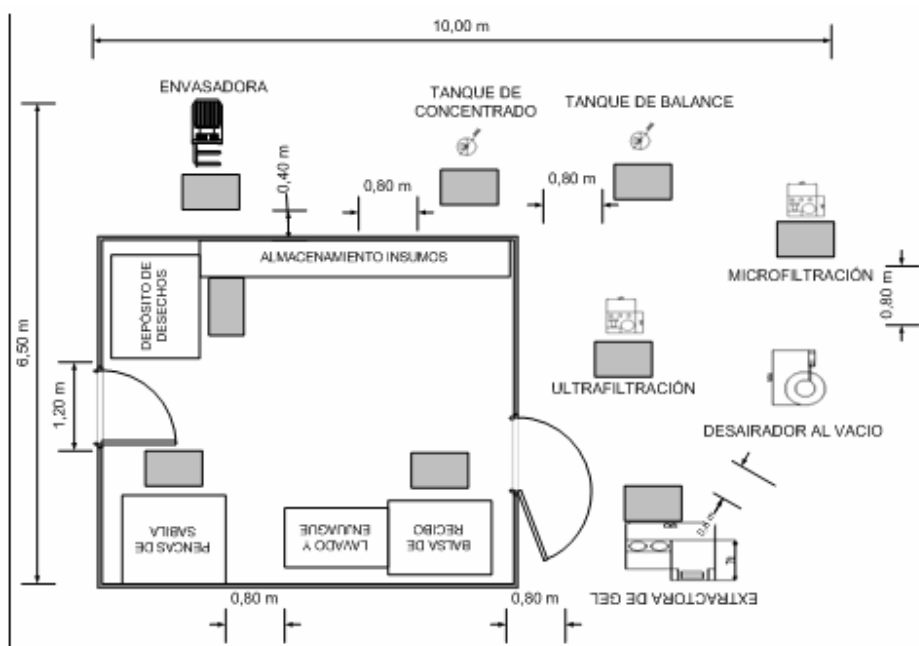 10,00 m
ENVASADORA
TANQUE DE
CONCENTRADO
TANQUE DE BALANCE
0,40 m
0,80 m
0,80 m
ALMACENAMIENTO INSUMOS
MICROFILTRACIÓN
DEPÓSITO DE
DESECHOS
0,80 m
6,50 m
ULTRAFILTRACIÓN
1,20 m
DESAIRADOR AL VACIO
PENCAS DE
SABILA
LAVADO Y
ENJUAGUE
BALSA DE
RECIBO
0,8 m
EXTRACTORA DE GEL
0,80 m
0,80 m